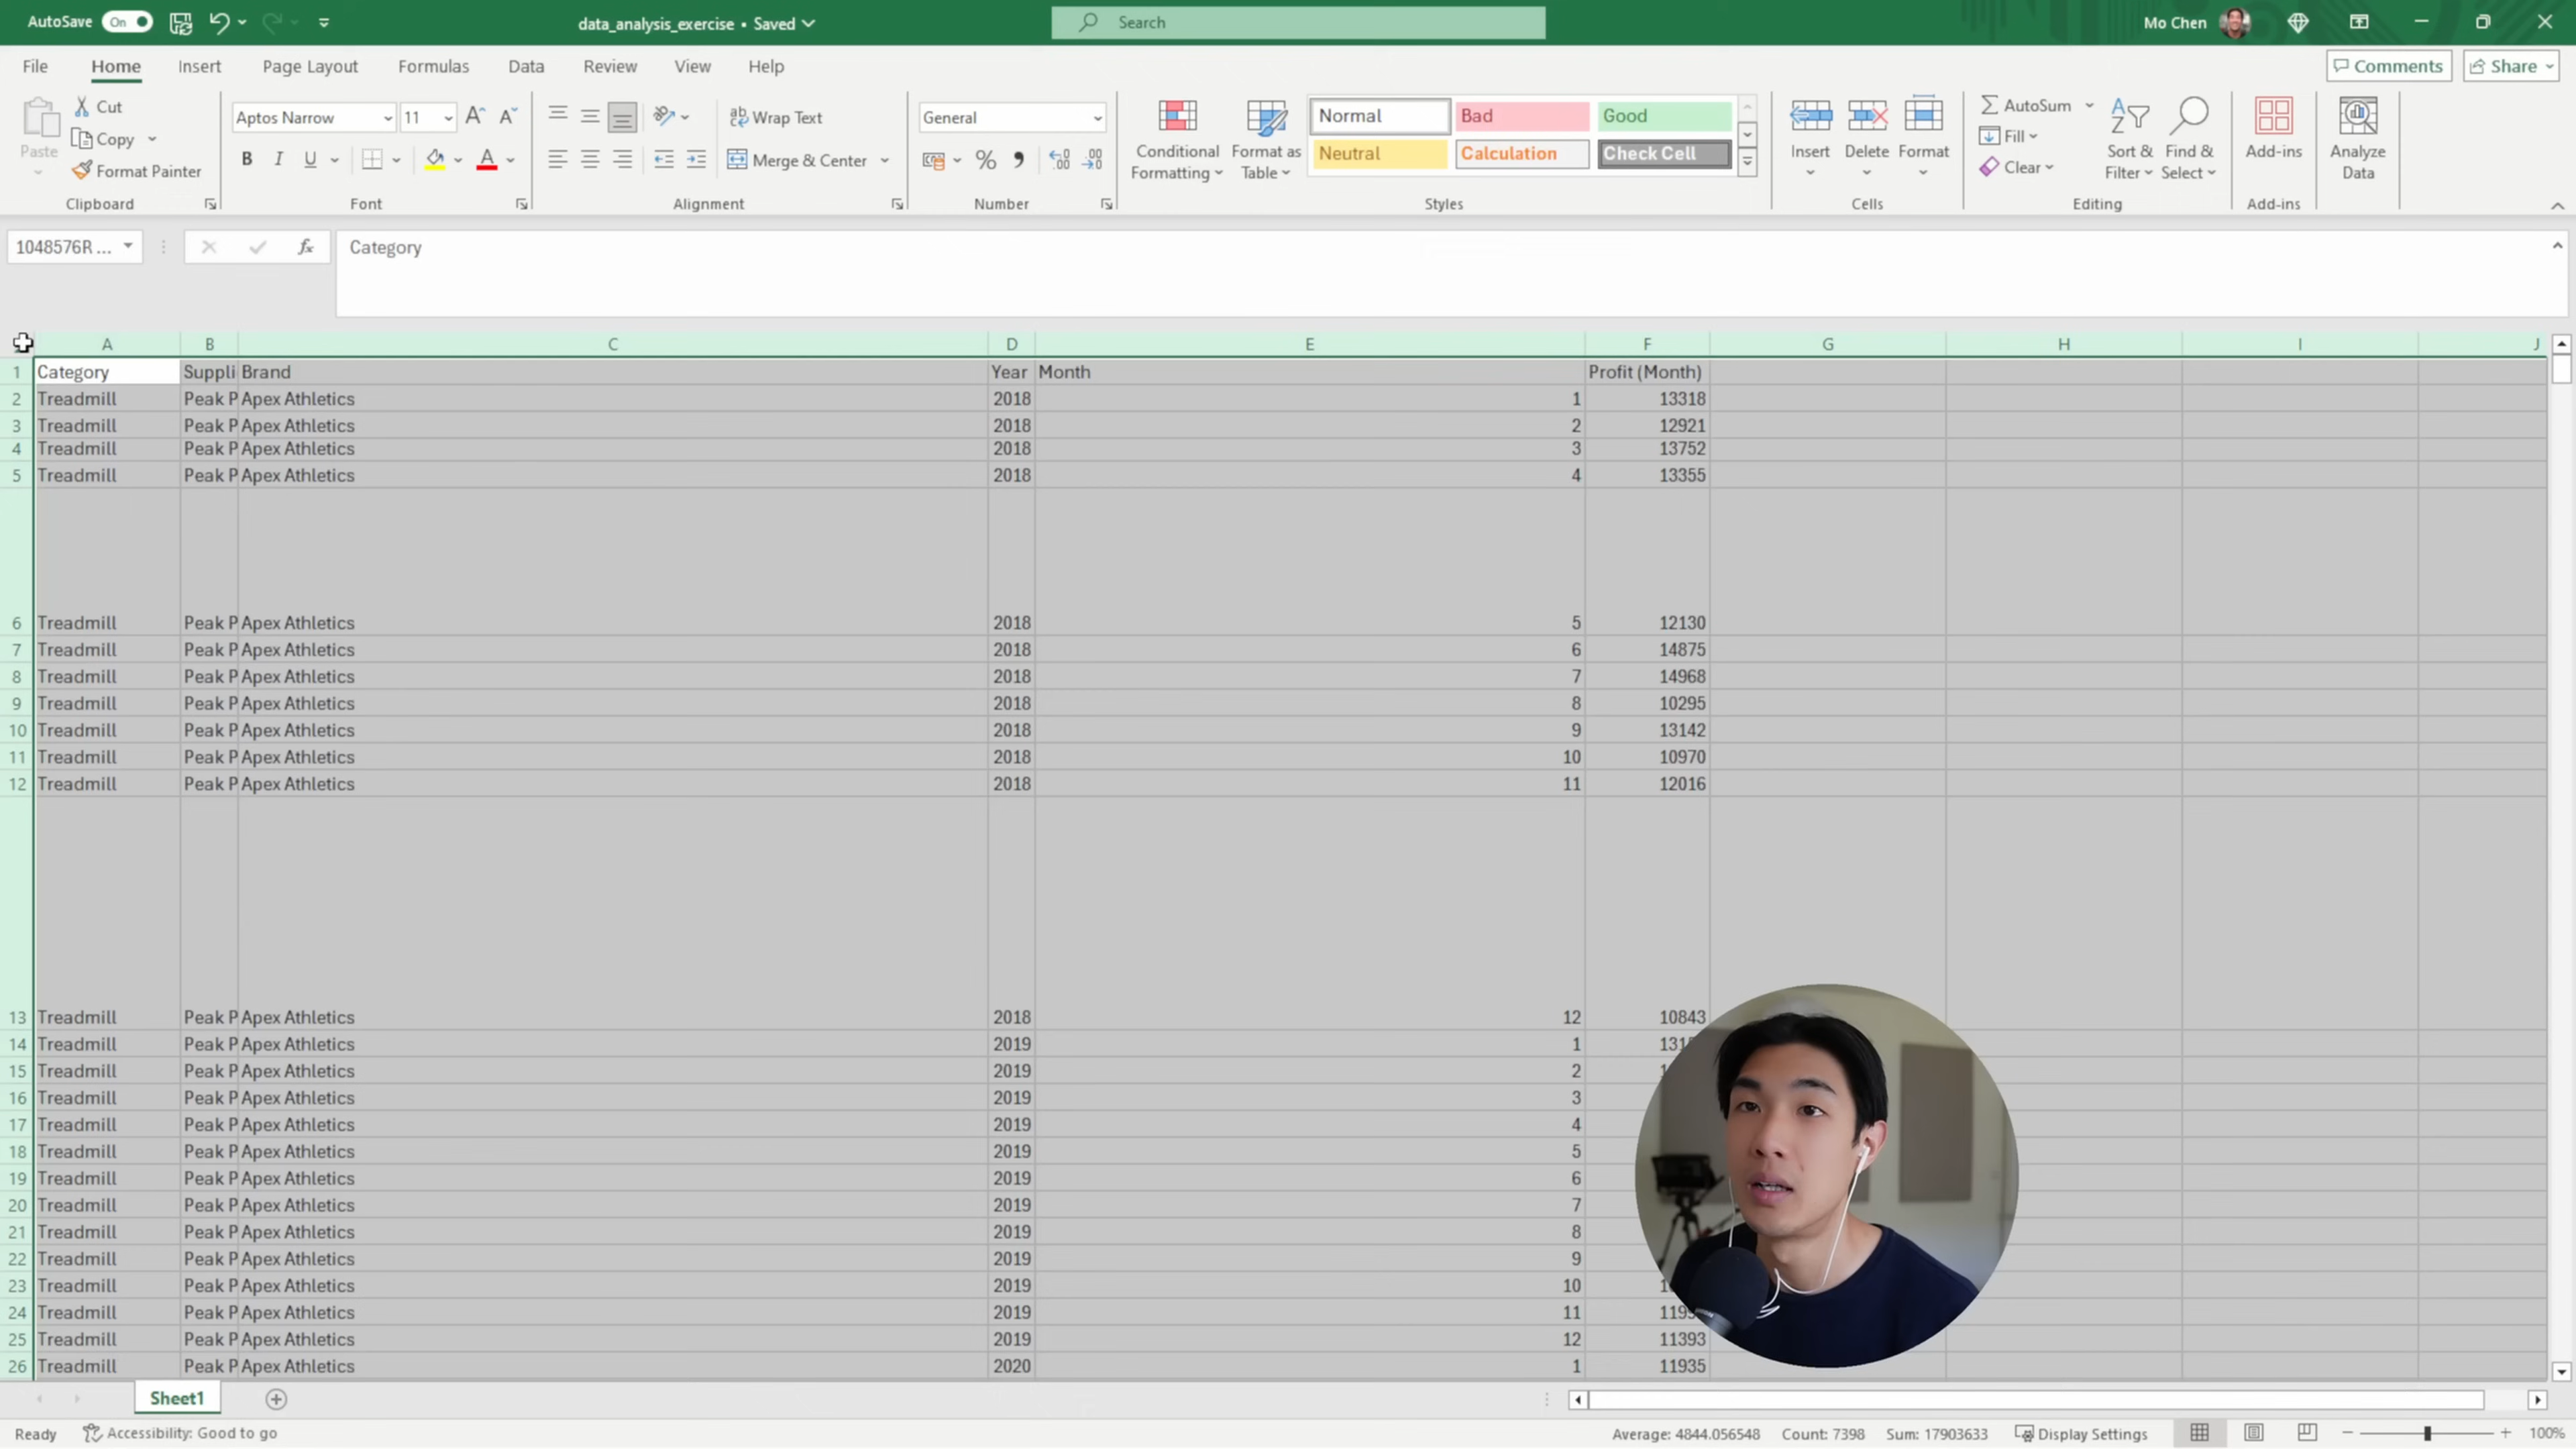 AutoSave On data_analysis_exercise • Saved Search Mo Chen
File Home Insert Page Layout Formulas Data Review View Help Comments Share
Paste Cut Copy Format Painter Clipboard
Aptos Narrow 11 A A B I U A Font
ab Wrap Text Merge & Center Alignment
General % Number
Conditional Formatting Format as Table Normal Bad Good Neutral Calculation Check Cell Styles
Insert Delete Format Cells
AutoSum Fill Clear Sort & Filter Find & Select Editing
Add-ins Add-ins
Analyze Data
1048576R ... fx Category
A B C D E F G H I J
1 Category Suppli Brand Year Month Profit (Month)
2 Treadmill Peak P Apex Athletics 2018 1 13318
3 Treadmill Peak P Apex Athletics 2018 2 12921
4 Treadmill Peak P Apex Athletics 2018 3 13752
5 Treadmill Peak P Apex Athletics 2018 4 13355
6 Treadmill Peak P Apex Athletics 2018 5 12130
7 Treadmill Peak P Apex Athletics 2018 6 14875
8 Treadmill Peak P Apex Athletics 2018 7 14968
9 Treadmill Peak P Apex Athletics 2018 8 10295
10 Treadmill Peak P Apex Athletics 2018 9 13142
11 Treadmill Peak P Apex Athletics 2018 10 10970
12 Treadmill Peak P Apex Athletics 2018 11 12016
13 Treadmill Peak P Apex Athletics 2018 12 10843
14 Treadmill Peak P Apex Athletics 2019 1
15 Treadmill Peak P Apex Athletics 2019 2
16 Treadmill Peak P Apex Athletics 2019 3
17 Treadmill Peak P Apex Athletics 2019 4
18 Treadmill Peak P Apex Athletics 2019 5
19 Treadmill Peak P Apex Athletics 2019 6
20 Treadmill Peak P Apex Athletics 2019 7
21 Treadmill Peak P Apex Athletics 2019 8
22 Treadmill Peak P Apex Athletics 2019 9
23 Treadmill Peak P Apex Athletics 2019 10
24 Treadmill Peak P Apex Athletics 2019 11
25 Treadmill Peak P Apex Athletics 2019 12 11393
26 Treadmill Peak P Apex Athletics 2020 1 11935
Sheet1
Ready Accessibility: Good to go Average: 4844.056548 Count: 7398 Sum: 17903633 Display Settings 100%